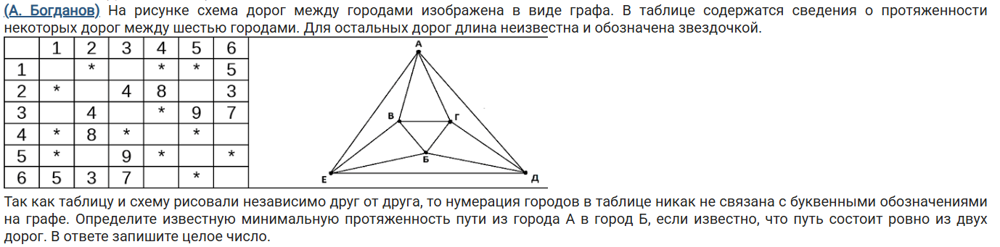 (А. Богданов) На рисунке схема дорог между городами изображена в виде графа. В таблице содержатся сведения о протяженности
некоторых дорог между шестью городами. Для остальных дорог длина неизвестна и обозначена звездочкой.
1 2 3 4 5 6
1 * * * 5
2 * 4 8 3
3 4 * 9 7
4 * 8 * *
5 * 9 * *
6 5 3 7 *
А
В Г
Б
Е Д
Так как таблицу и схему рисовали независимо друг от друга, то нумерация городов в таблице никак не связана с буквенными обозначениями
на графе. Определите известную минимальную протяженность пути из города А в город Б, если известно, что путь состоит ровно из двух
дорог. В ответе запишите целое число.